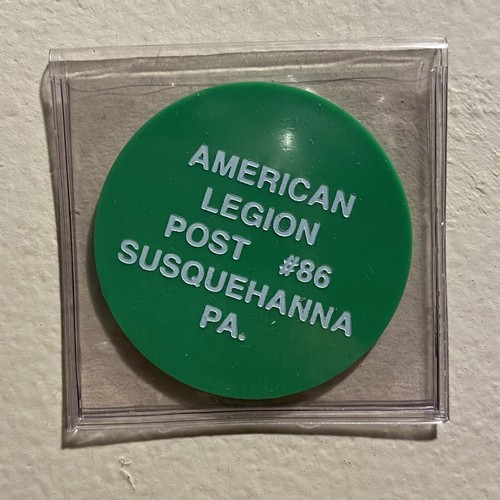 AMERICAN
LEGION
POST #86
SUSQUEHANNA
PA.